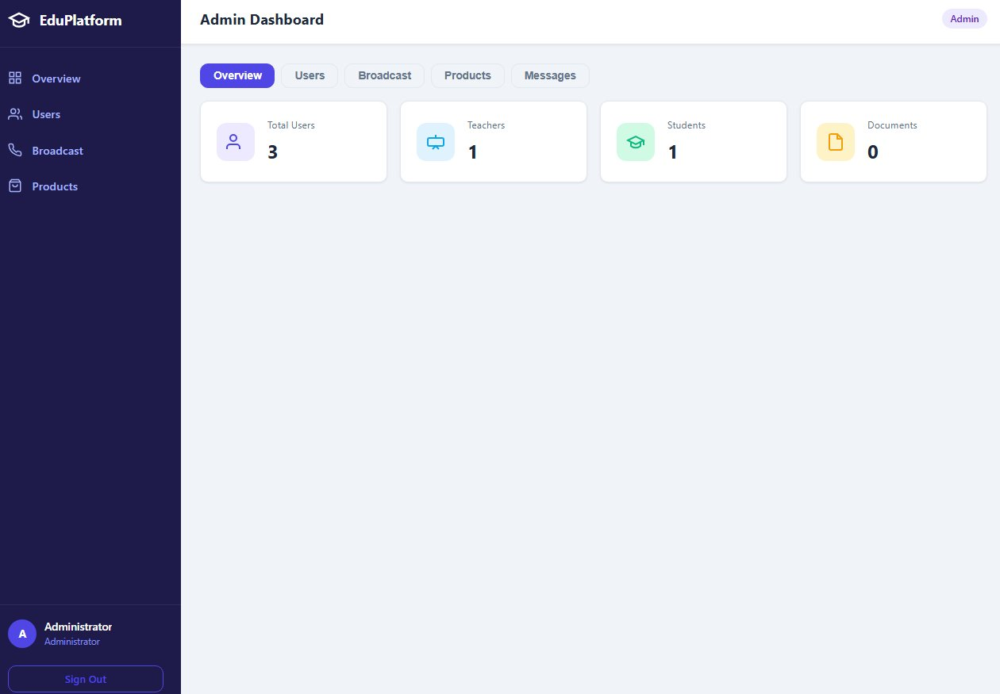 EduPlatform
Overview
Users
Broadcast
Products
Administrator
A
Administrator
Sign Out
Admin Dashboard
Admin
Overview
Users
Broadcast
Products
Messages
Total Users
3
Teachers
1
Students
1
Documents
0